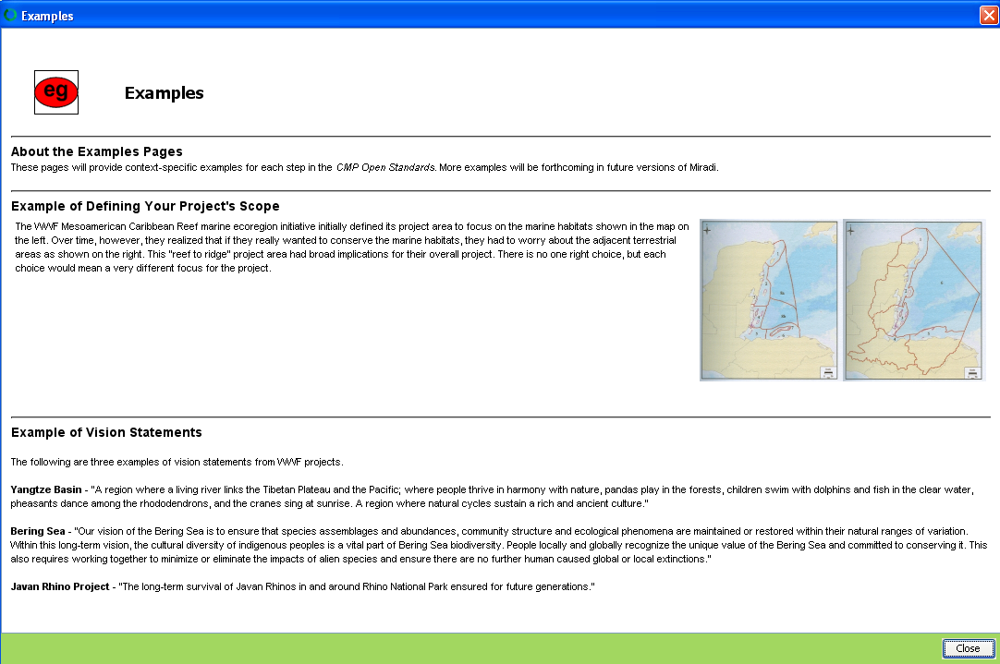 Examples
eg
Examples
About the Examples Pages
These pages will provide context-specific examples for each step in the CMP Open Standards. More examples will be forthcoming in future versions of Miradi.
Example of Defining Your Project's Scope
The WWF Mesoamerican Caribbean Reef marine ecoregion initiative initially defined its project area to focus on the marine habitats shown in the map on
the left. Over time, however, they realized that if they really wanted to conserve the marine habitats, they had to worry about the adjacent terrestrial
areas as shown on the right. This "reef to ridge" project area had broad implications for their overall project. There is no one right choice, but each
choice would mean a very different focus for the project.
Example of Vision Statements
The following are three examples of vision statements from WWF projects.
Yangtze Basin - "A region where a living river links the Tibetan Plateau and the Pacific; where people thrive in harmony with nature, pandas play in the forests, children swim with dolphins and fish in the clear water,
pheasants dance among the rhododendrons, and the cranes sing at sunrise. A region where natural cycles sustain a rich and ancient culture."
Bering Sea - "Our vision of the Bering Sea is to ensure that species assemblages and abundances, community structure and ecological phenomena are maintained or restored within their natural ranges of variation.
Within this long-term vision, the cultural diversity of indigenous peoples is a vital part of Bering Sea biodiversity. People locally and globally recognize the unique value of the Bering Sea and committed to conserving it. This
also requires working together to minimize or eliminate the impacts of alien species and ensure there are no further human caused global or local extinctions."
Javan Rhino Project - "The long-term survival of Javan Rhinos in and around Rhino National Park ensured for future generations."
Close